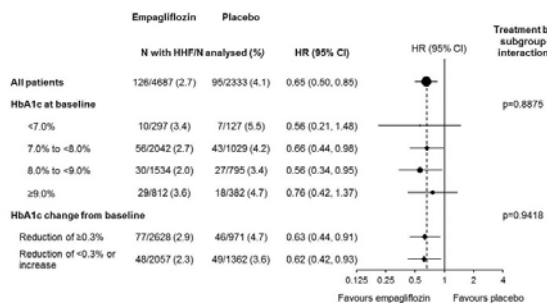 Empagliflozin Placebo
N with HHF/N analysed (%) HR (95% CI) HR (95% CI) Treatment b
subgroup
interaction
All patients 126/4687 (2.7) 95/2333 (4.1) 0.65 (0.50, 0.85)
HbA1c at baseline p=0.8875
<7.0% 10/297 (3.4) 7/127 (5.5) 0.56 (0.21, 1.48)
7.0% to <8.0% 56/2042 (2.7) 43/1029 (4.2) 0.66 (0.44, 0.98)
8.0% to <9.0% 30/1534 (2.0) 27/795 (3.4) 0.56 (0.34, 0.95)
≥9.0% 29/812 (3.6) 18/382 (4.7) 0.76 (0.42, 1.37)
HbA1c change from baseline p=0.9418
Reduction of ≥0.3% 77/2628 (2.9) 46/971 (4.7) 0.63 (0.44, 0.91)
Reduction of <0.3% or
increase 48/2057 (2.3) 49/1362 (3.6) 0.62 (0.42, 0.93)
0.125 0.25 0.5 1 2 4
Favours empagliflozin Favours placebo